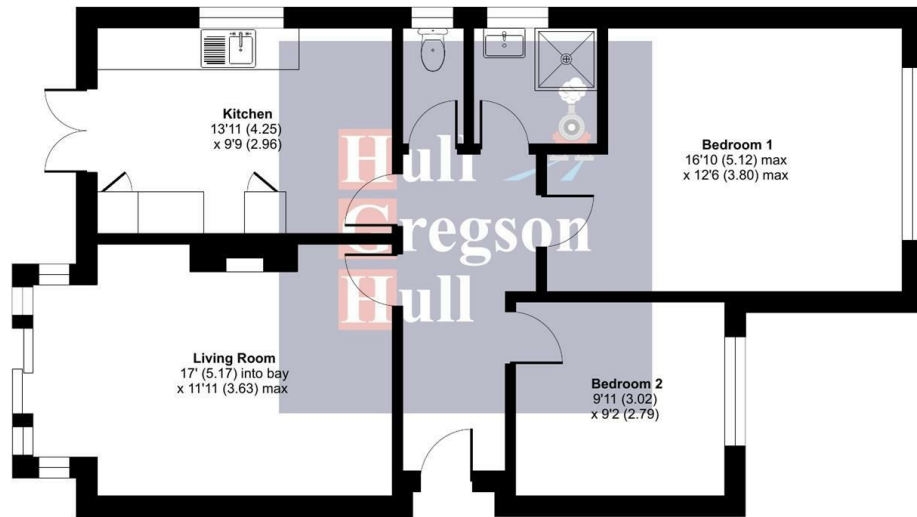 Kitchen
13'11 (4.25)
x 9'9 (2.96)
Bedroom 1
16'10 (5.12) max
x 12'6 (3.80) max
Hull
Gregson
Hull
Living Room
17' (5.17) into bay
x 11'11 (3.63) max
Bedroom 2
9'11 (3.02)
x 9'2 (2.79)